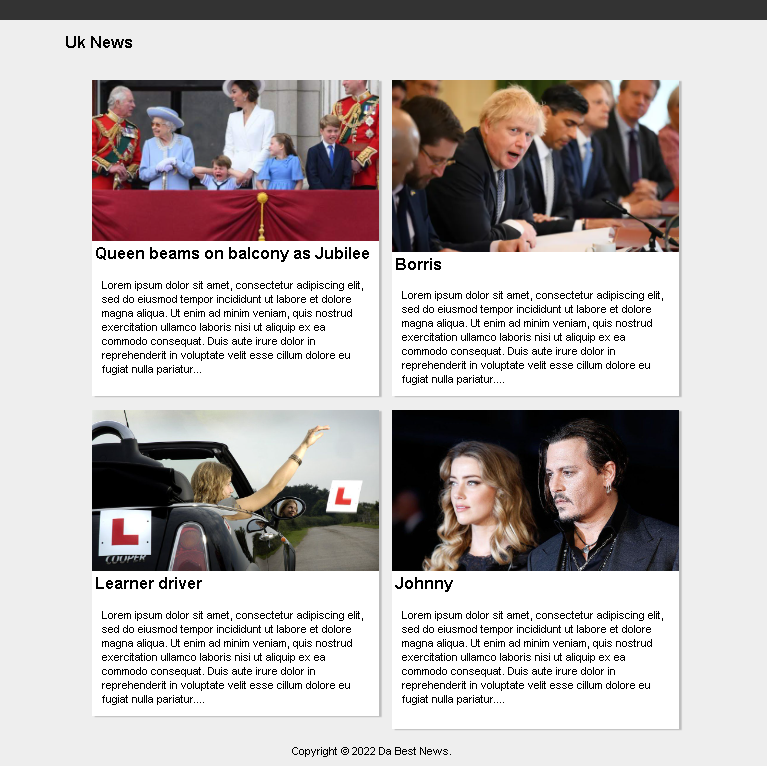 Uk News
Queen beams on balcony as Jubilee
Lorem ipsum dolor sit amet, consectetur adipiscing elit,
sed do eiusmod tempor incididunt ut labore et dolore
magna aliqua. Ut enim ad minim veniam, quis nostrud
exercitation ullamco laboris nisi ut aliquip ex ea
commodo consequat. Duis aute irure dolor in
reprehenderit in voluptate velit esse cillum dolore eu
fugiat nulla pariatur...
Borris
Lorem ipsum dolor sit amet, consectetur adipiscing elit,
sed do eiusmod tempor incididunt ut labore et dolore
magna aliqua. Ut enim ad minim veniam, quis nostrud
exercitation ullamco laboris nisi ut aliquip ex ea
commodo consequat. Duis aute irure dolor in
reprehenderit in voluptate velit esse cillum dolore eu
fugiat nulla pariatur....
L
L
COOPER
Learner driver
Lorem ipsum dolor sit amet, consectetur adipiscing elit,
sed do eiusmod tempor incididunt ut labore et dolore
magna aliqua. Ut enim ad minim veniam, quis nostrud
exercitation ullamco laboris nisi ut aliquip ex ea
commodo consequat. Duis aute irure dolor in
reprehenderit in voluptate velit esse cillum dolore eu
fugiat nulla pariatur....
Johnny
Lorem ipsum dolor sit amet, consectetur adipiscing elit,
sed do eiusmod tempor incididunt ut labore et dolore
magna aliqua. Ut enim ad minim veniam, quis nostrud
exercitation ullamco laboris nisi ut aliquip ex ea
commodo consequat. Duis aute irure dolor in
reprehenderit in voluptate velit esse cillum dolore eu
fugiat nulla pariatur....
Copyright © 2022 Da Best News.